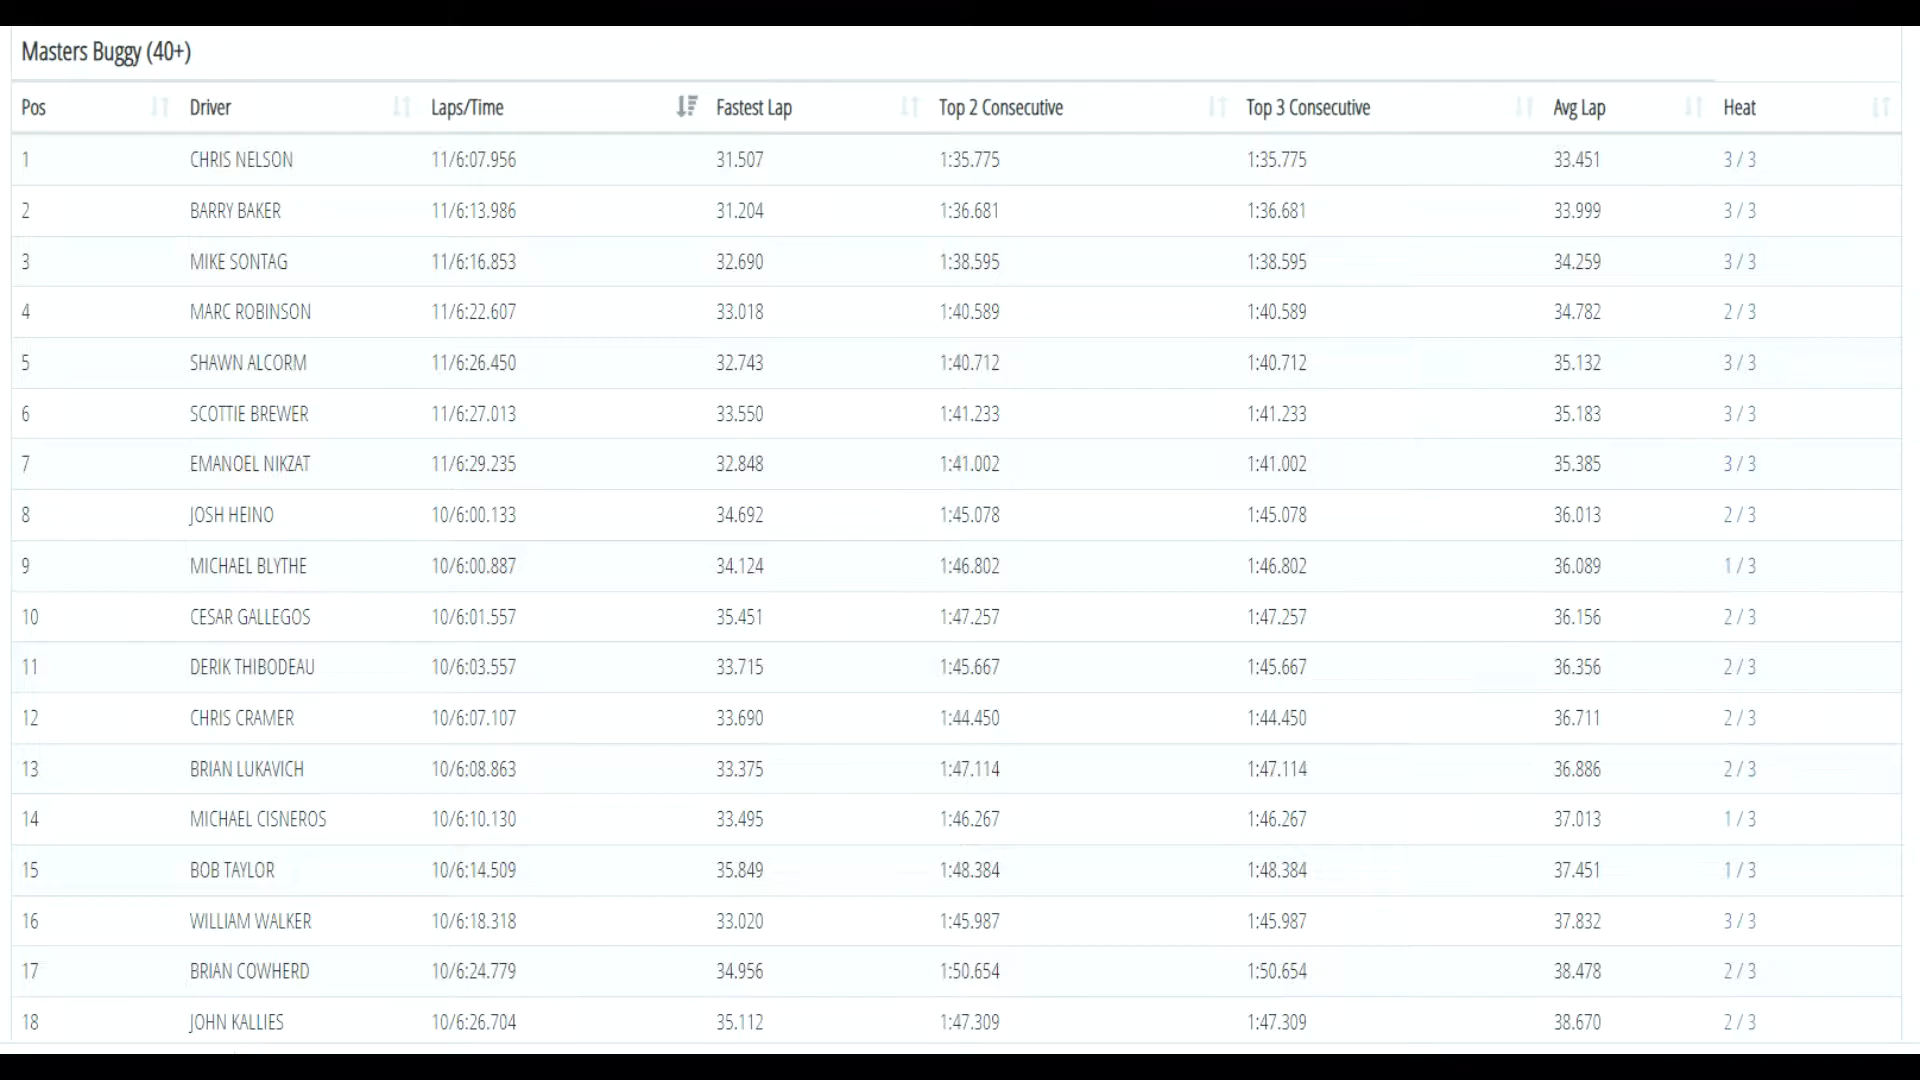 Masters Buggy (40+)
Pos Driver Laps/Time Fastest Lap Top 2 Consecutive Top 3 Consecutive Avg Lap Heat
1 CHRIS NELSON 11/6:07.956 31.507 1:35.775 1:35.775 33.451 3 / 3
2 BARRY BAKER 11/6:13.986 31.204 1:36.681 1:36.681 33.999 3 / 3
3 MIKE SONTAG 11/6:16.853 32.690 1:38.595 1:38.595 34.259 3 / 3
4 MARC ROBINSON 11/6:22.607 33.018 1:40.589 1:40.589 34.782 2 / 3
5 SHAWN ALCORM 11/6:26.450 32.743 1:40.712 1:40.712 35.132 3 / 3
6 SCOTTIE BREWER 11/6:27.013 33.550 1:41.233 1:41.233 35.183 3 / 3
7 EMANOEL NIKZAT 11/6:29.235 32.848 1:41.002 1:41.002 35.385 3 / 3
8 JOSH HEINO 10/6:00.133 34.692 1:45.078 1:45.078 36.013 2 / 3
9 MICHAEL BLYTHE 10/6:00.887 34.124 1:46.802 1:46.802 36.089 1 / 3
10 CESAR GALLEGOS 10/6:01.557 35.451 1:47.257 1:47.257 36.156 2 / 3
11 DERIK THIBODEAU 10/6:03.557 33.715 1:45.667 1:45.667 36.356 2 / 3
12 CHRIS CRAMER 10/6:07.107 33.690 1:44.450 1:44.450 36.711 2 / 3
13 BRIAN LUKAVICH 10/6:08.863 33.375 1:47.114 1:47.114 36.886 2 / 3
14 MICHAEL CISNEROS 10/6:10.130 33.495 1:46.267 1:46.267 37.013 1 / 3
15 BOB TAYLOR 10/6:14.509 35.849 1:48.384 1:48.384 37.451 1 / 3
16 WILLIAM WALKER 10/6:18.318 33.020 1:45.987 1:45.987 37.832 3 / 3
17 BRIAN COWHERD 10/6:24.779 34.956 1:50.654 1:50.654 38.478 2 / 3
18 JOHN KALLIES 10/6:26.704 35.112 1:47.309 1:47.309 38.670 2 / 3